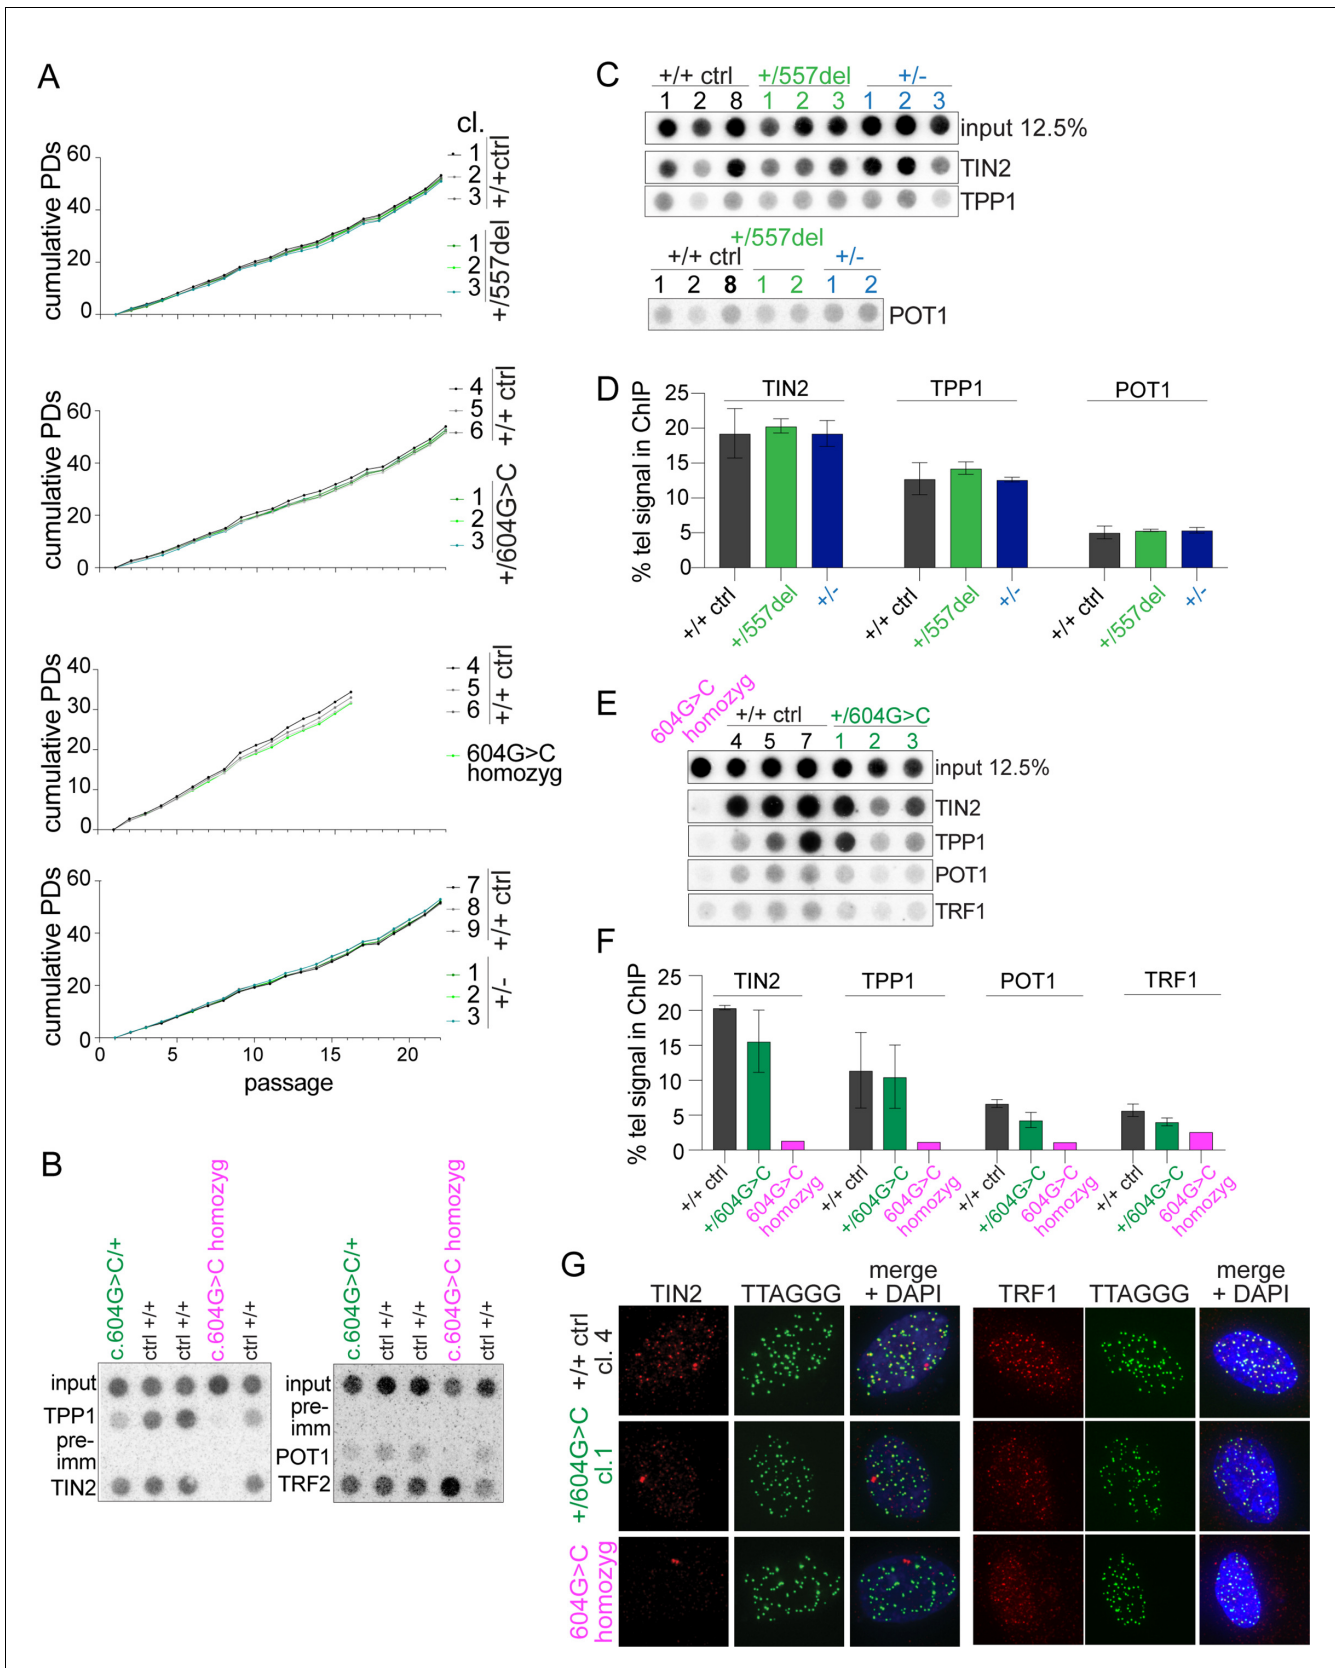 A
cl.
cumulative PDs
60
40
20
0
1
2
3
+/+ctrl
1
2
3
+/557del
cumulative PDs
60
40
20
0
4
5
6
+/+ ctrl
1
2
3
+/604G>C
cumulative PDs
40
30
20
10
0
4
5
6
+/+ ctrl
604G>C
homozyg
cumulative PDs
60
40
20
0
7
8
9
+/+ ctrl
1
2
3
+/-
0 5 10 15 20
passage
B
c.604G>C/+
ctrl +/+
ctrl +/+
c.604G>C homozyg
ctrl +/+
input
TPP1
pre-
imm
TIN2
c.604G>C/+
ctrl +/+
ctrl +/+
c.604G>C homozyg
ctrl +/+
input
pre-
imm
POT1
TRF2
C
+/+ ctrl +/557del +/-
1 2 8 1 2 3 1 2 3
input 12.5%
TIN2
TPP1
+/557del
+/+ ctrl +/-
1 2 8 1 2 1 2
POT1
D
% tel signal in ChIP
25
20
15
10
5
0
TIN2 TPP1 POT1
+/+ ctrl
+/557del
+/-
+/+ ctrl
+/557del
+/-
+/+ ctrl
+/557del
+/-
E
604G>C
homozyg
+/+ ctrl +/604G>C
4 5 7 1 2 3
input 12.5%
TIN2
TPP1
POT1
TRF1
F
% tel signal in ChIP
25
20
15
10
5
0
TIN2 TPP1 POT1 TRF1
+/+ ctrl
+/604G>C
604G>C
homozyg
+/+ ctrl
+/604G>C
604G>C
homozyg
+/+ ctrl
+/604G>C
604G>C
homozyg
+/+ ctrl
+/604G>C
604G>C
homozyg
G
TIN2 TTAGGG merge
+ DAPI
TRF1 TTAGGG merge
+ DAPI
+/+ ctrl
cl. 4
+/604G>C
cl.1
604G>C
homozyg